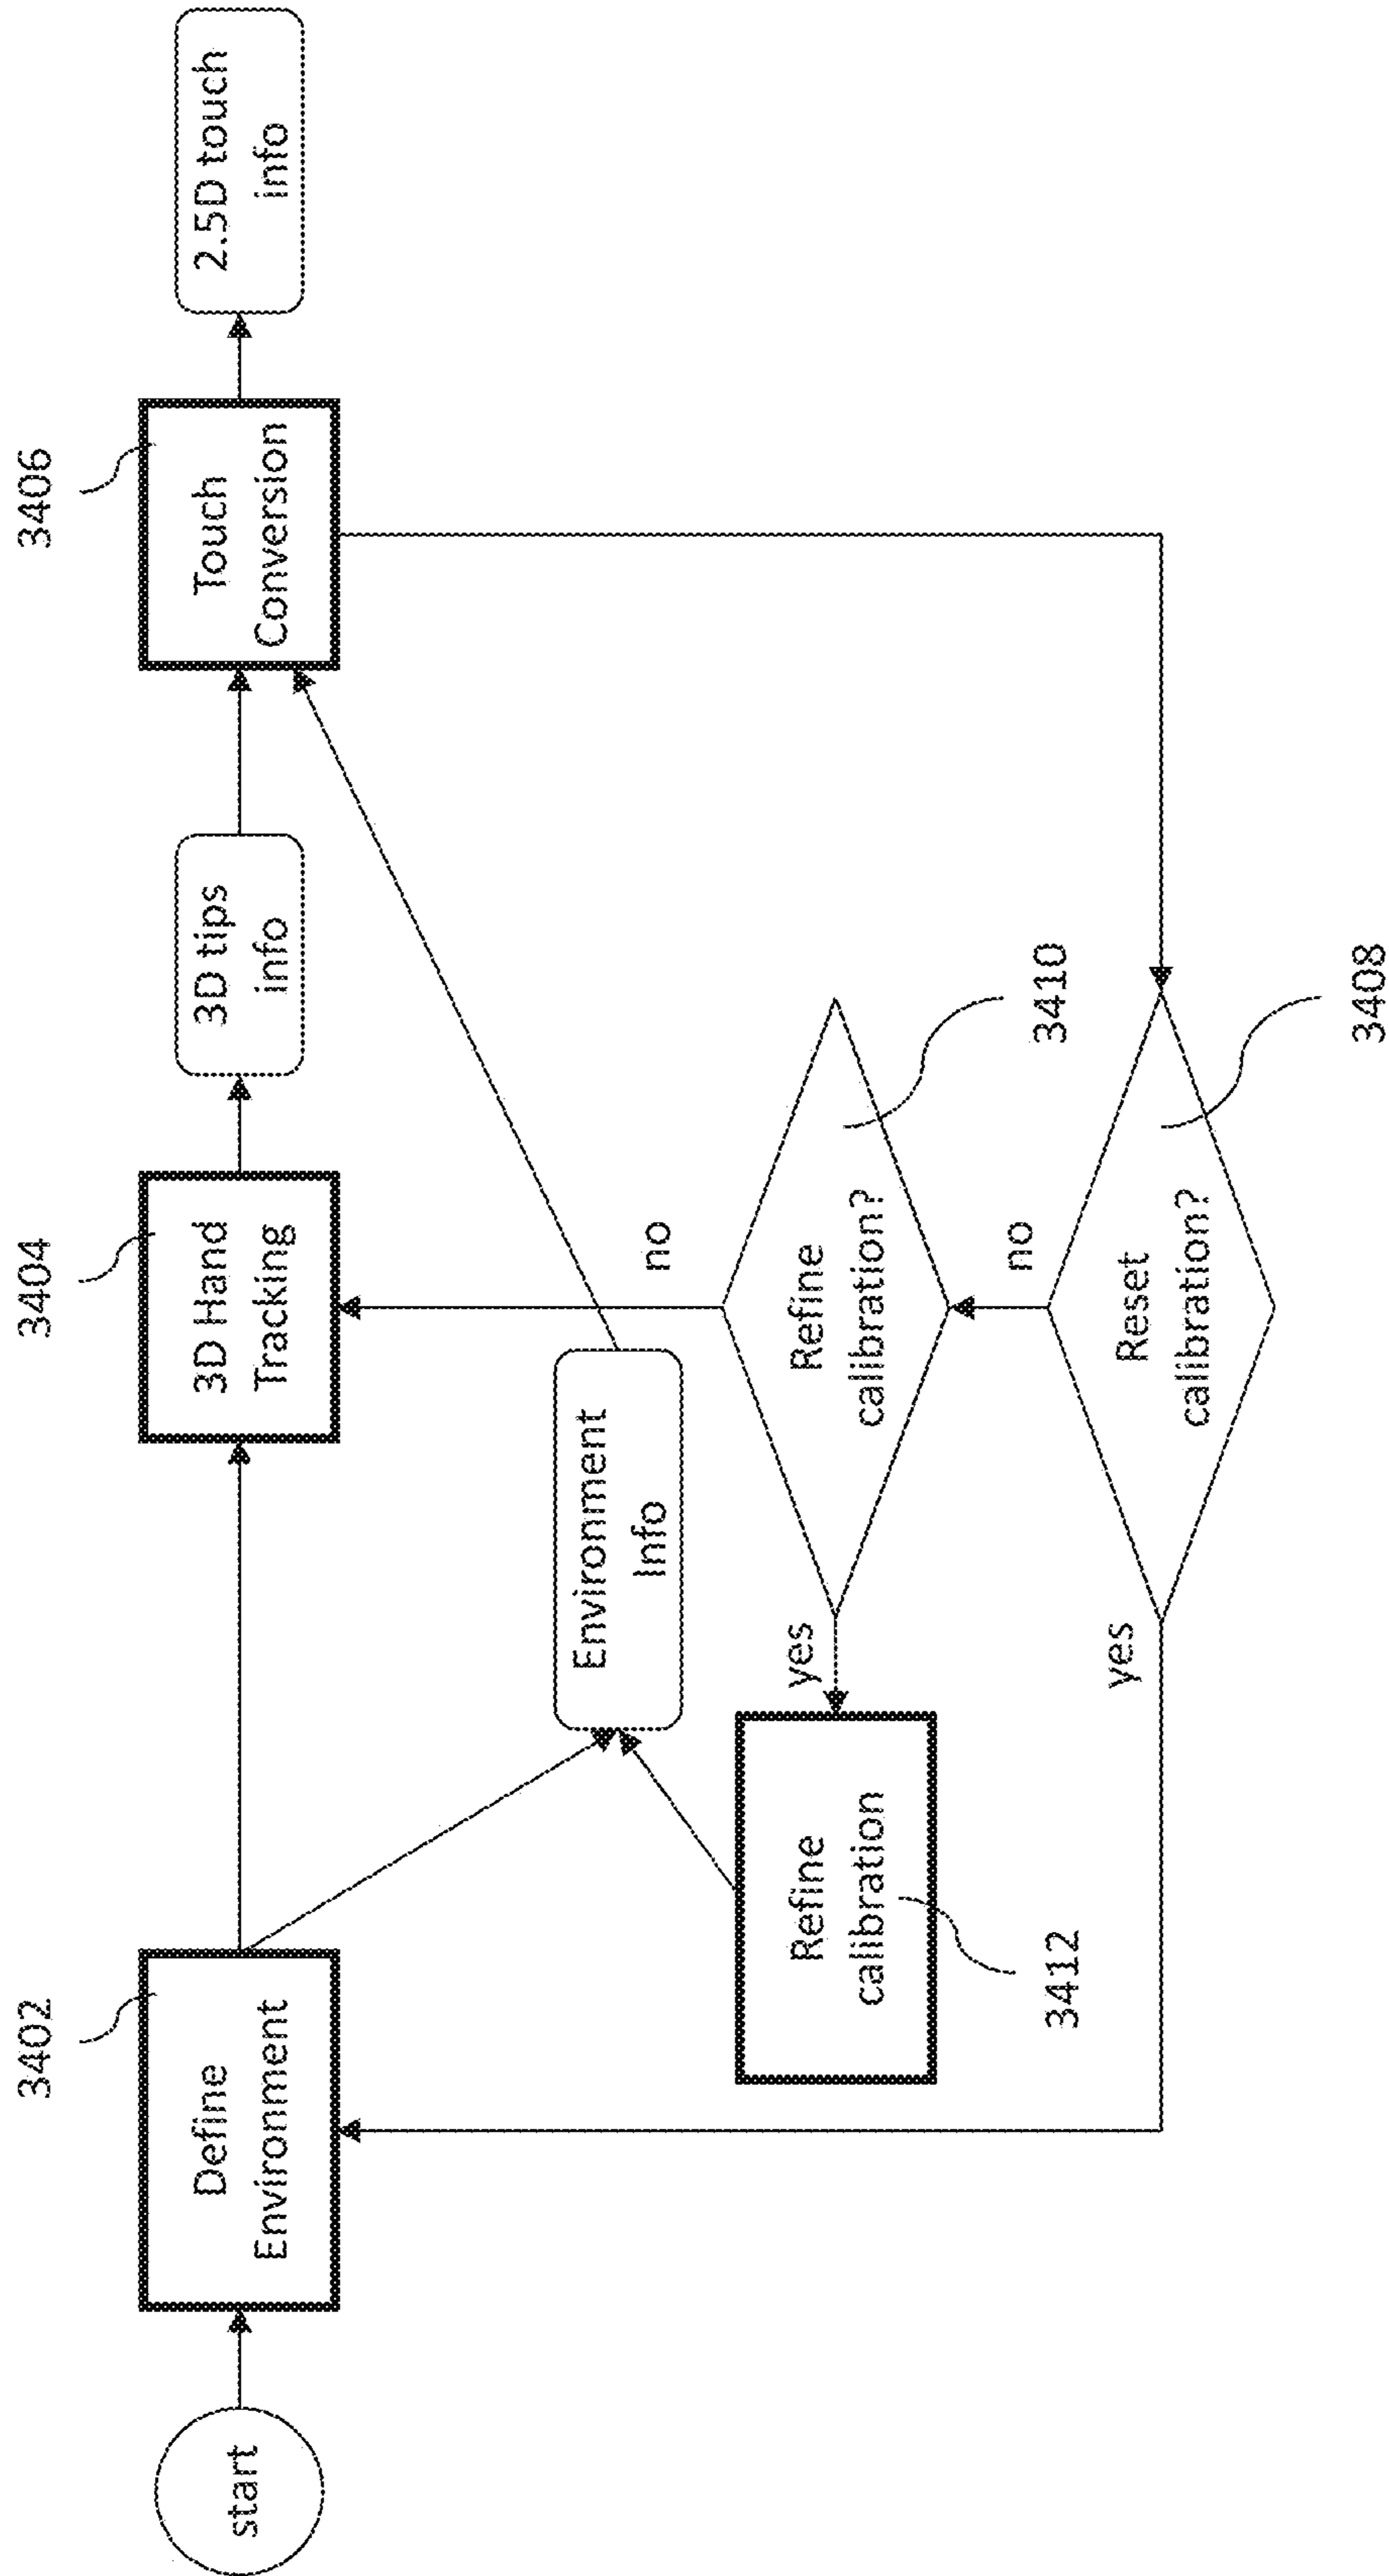 3402
3404
3406
start
Define
Environment
3D Hand
Tracking
3D tips
info
Touch
Conversion
2.5D touch
info
Environment
Info
no
Refine
calibration
3412
yes
Refine
calibration?
3410
no
yes
Reset
calibration?
3408